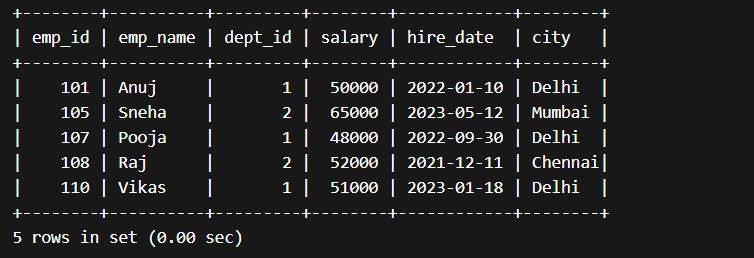 +--------+----------+---------+--------+------------+--------+
| emp_id | emp_name | dept_id | salary | hire_date  | city   |
+--------+----------+---------+--------+------------+--------+
|    101 | Anuj     |       1 |  50000 | 2022-01-10 | Delhi  |
|    105 | Sneha    |       2 |  65000 | 2023-05-12 | Mumbai |
|    107 | Pooja    |       1 |  48000 | 2022-09-30 | Delhi  |
|    108 | Raj      |       2 |  52000 | 2021-12-11 | Chennai|
|    110 | Vikas    |       1 |  51000 | 2023-01-18 | Delhi  |
+--------+----------+---------+--------+------------+--------+
5 rows in set (0.00 sec)